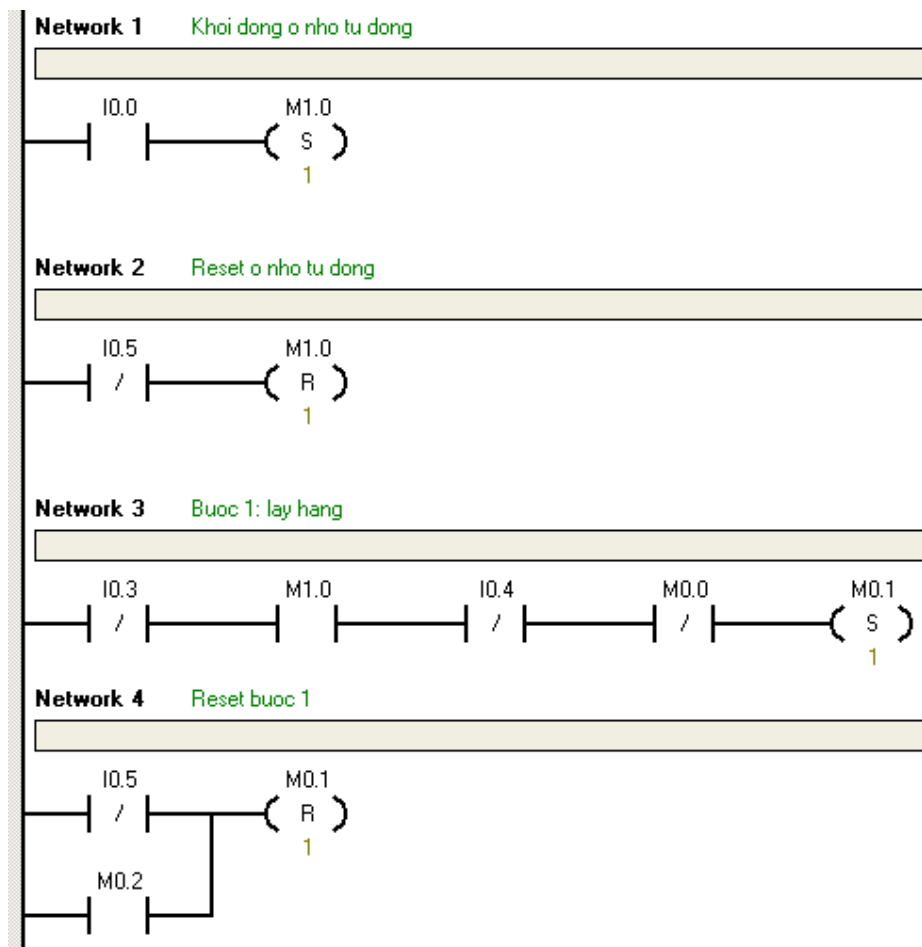 Network 1 Khoi dong o nho tu dong
I0.0 M1.0
S
1
Network 2 Reset o nho tu dong
I0.5 M1.0
/ R
1
Network 3 Buoc 1: lay hang
I0.3 M1.0 I0.4 M0.0 M0.1
/ / / S
1
Network 4 Reset buoc 1
I0.5 M0.1
/ R
1
M0.2